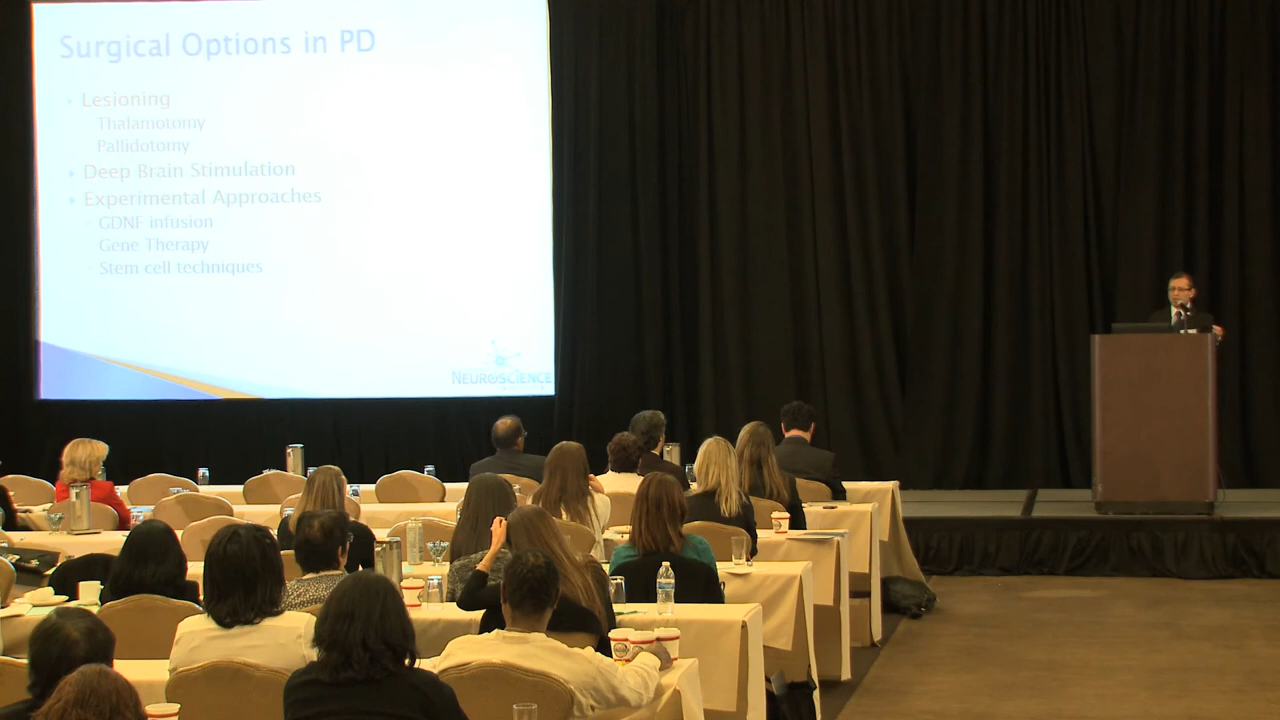 Surgical Options in PD
Lesioning
Thalamotomy
Pallidotomy
Deep Brain Stimulation
Experimental Approaches
GDNF infusion
Gene Therapy
Stem cell techniques
NEUROSCIENCE